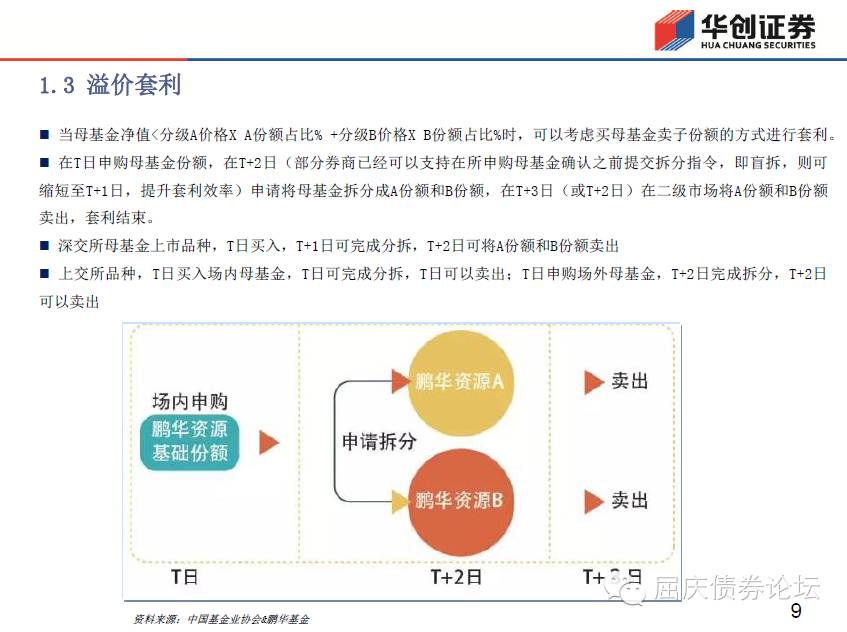 华创证券
HUA CHUANG SECURITIES
1.3 溢价套利
■ 当母基金净值<分级A价格X A份额占比% +分级B价格X B份额占比%时，可以考虑买母基金卖子份额的方式进行套利。
■ 在T日申购母基金份额，在T+2日（部分券商已经可以支持在所申购母基金确认之前提交拆分指令，即盲拆，则可
缩短至T+1日，提升套利效率）申请将母基金拆分成A份额和B份额，在T+3日（或T+2日）在二级市场将A份额和B份额
卖出，套利结束。
■ 深交所母基金上市品种，T日买入，T+1日可完成分拆，T+2日可将A份额和B份额卖出
■ 上交所品种，T日买入场内母基金，T日可完成分拆，T日可以卖出；T日申购场外母基金，T+2日完成拆分，T+2日
可以卖出
场内申购
鹏华资源
基础份额
申请拆分
鹏华资源A
鹏华资源B
卖出
卖出
T日
T+2日
T+ 日
屈庆债券论坛
资料来源：中国基金业协会&鹏华基金
9